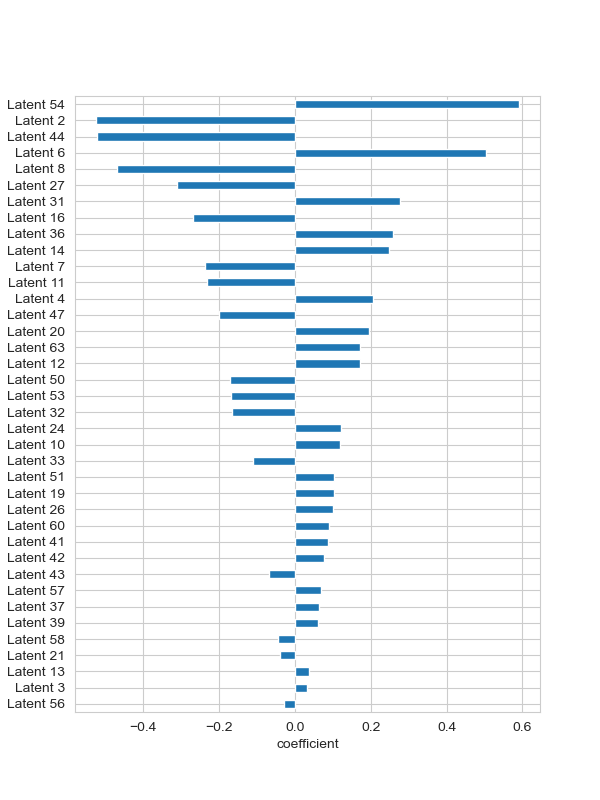 Latent 54
Latent 2
Latent 44
Latent 6
Latent 8
Latent 27
Latent 31
Latent 16
Latent 36
Latent 14
Latent 7
Latent 11
Latent 4
Latent 47
Latent 20
Latent 63
Latent 12
Latent 50
Latent 53
Latent 32
Latent 24
Latent 10
Latent 33
Latent 51
Latent 19
Latent 26
Latent 60
Latent 41
Latent 42
Latent 43
Latent 57
Latent 37
Latent 39
Latent 58
Latent 21
Latent 13
Latent 3
Latent 56
−0.4 −0.2 0.0 0.2 0.4 0.6
coefficient